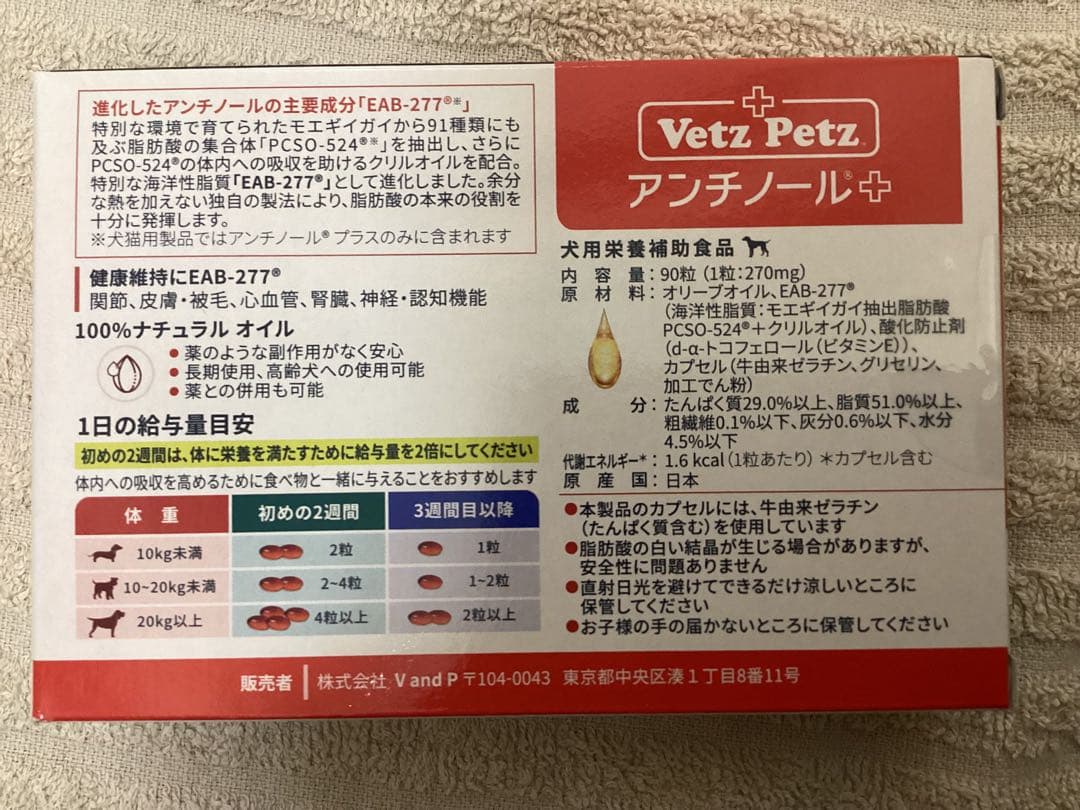 進化したアンチノールの主要成分「EAB-277®※」
特別な環境で育てられたモエギイガイから91種類にも
及ぶ脂肪酸の集合体「PCSO-524®※」を抽出し、さらに
PCSO-524®の体内への吸収を助けるクリルオイルを配合。
特別な海洋性脂質「EAB-277®」として進化しました。余分
な熱を加えない独自の製法により、脂肪酸の本来の役割を
十分に発揮します。
※犬猫用製品ではアンチノール® プラスのみに含まれます
健康維持にEAB-277®
関節、皮膚・被毛、心血管、腎臓、神経・認知機能
100%ナチュラル オイル
●薬のような副作用がなく安心
●長期使用、高齢犬への使用可能
●薬との併用も可能
1日の給与量目安
初めの2週間は、体に栄養を満たすために給与量を2倍にしてください
体内への吸収を高めるために食べ物と一緒に与えることをおすすめします
体重 初めの2週間 3週間目以降
10kg未満 2粒 1粒
10~20kg未満 2~4粒 1~2粒
20kg以上 4粒以上 2粒以上
Vetz Petz
アンチノール®
犬用栄養補助食品
内容量：90粒（1粒：270mg）
原材料：オリーブオイル、EAB-277®
（海洋性脂質：モエギイガイ抽出脂肪酸
PCSO-524®＋クリルオイル）、酸化防止剤
（d-α-トコフェロール（ビタミンE））、
カプセル（牛由来ゼラチン、グリセリン、
加工でん粉）
成分：たんぱく質29.0%以上、脂質51.0%以上、
粗繊維0.1%以下、灰分0.6%以下、水分
4.5%以下
代謝エネルギー*：1.6 kcal（1粒あたり）＊カプセル含む
原産国：日本
●本製品のカプセルには、牛由来ゼラチン
（たんぱく質含む）を使用しています
●脂肪酸の白い結晶が生じる場合がありますが、
安全性に問題ありません
●直射日光を避けてできるだけ涼しいところに
保管してください
●お子様の手の届かないところに保管してください
販売者 株式会社 V and P 〒104-0043 東京都中央区湊1丁目8番11号